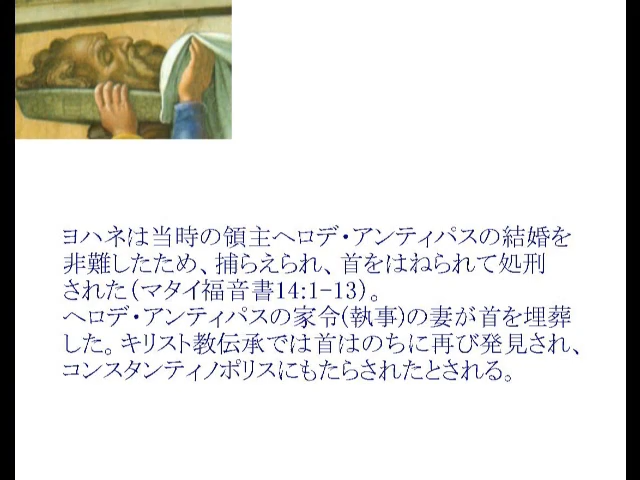 ヨハネは当時の領主ヘロデ・アンティパスの結婚を
非難したため、捕らえられ、首をはねられて処刑
された（マタイ福音書14:1-13）。
ヘロデ・アンティパスの家令(執事)の妻が首を埋葬
した。キリスト教伝承では首はのちに再び発見され、
コンスタンティノポリスにもたらされたとされる。